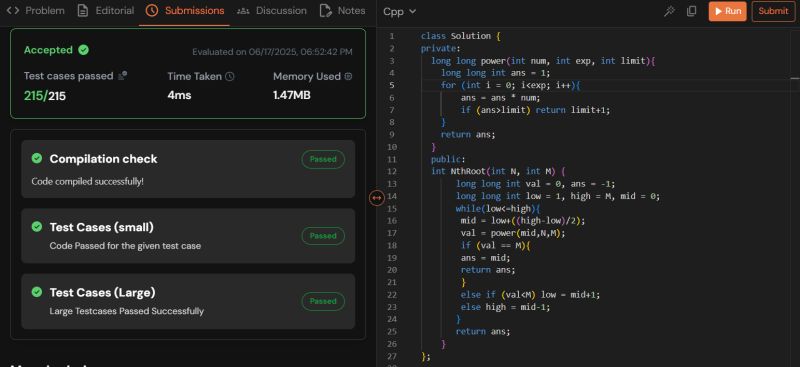 Problem Editorial Submissions Discussion Notes
Accepted
Evaluated on 06/17/2025, 06:52:42 PM
Test cases passed Time Taken Memory Used
215/215 4ms 1.47MB
Compilation check Passed
Code compiled successfully!
Test Cases (small) Passed
Code Passed for the given test case
Test Cases (Large) Passed
Large Testcases Passed Successfully
Cpp Run Submit
1 class Solution {
2 private:
3 long long power(int num, int exp, int limit){
4 long long int ans = 1;
5 for (int i = 0; i<exp; i++){
6 ans = ans * num;
7 if (ans>limit) return limit+1;
8 }
9 return ans;
10 }
11 public:
12 int NthRoot(int N, int M) {
13 long long int val = 0, ans = -1;
14 long long int low = 1, high = M, mid = 0;
15 while(low<=high){
16 mid = low+((high-low)/2);
17 val = power(mid,N,M);
18 if (val == M){
19 ans = mid;
20 return ans;
21 }
22 else if (val<M) low = mid+1;
23 else high = mid-1;
24 }
25 return ans;
26 }
27 };